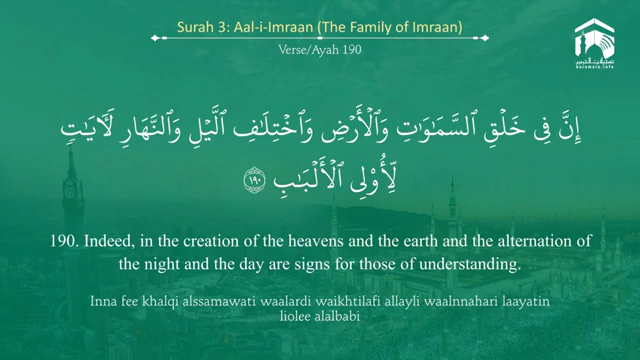 Surah 3: Aal-i-Imraan (The Family of Imraan)
Verse/Ayah 190
haramain.info
إِنَّ فِي خَلْقِ ٱلسَّمَـٰوَٰتِ وَٱلْأَرْضِ وَٱخْتِلَـٰفِ ٱلَّيْلِ وَٱلنَّهَارِ لَـَٔايَـٰتٍ
لِّأُو۟لِى ٱلْأَلْبَـٰبِ ١٩٠
190. Indeed, in the creation of the heavens and the earth and the alternation of
the night and the day are signs for those of understanding.
Inna fee khalqi alssamawati waalardi waikhtilafi allayli waalnnahari laayatin
liolee alalbabi